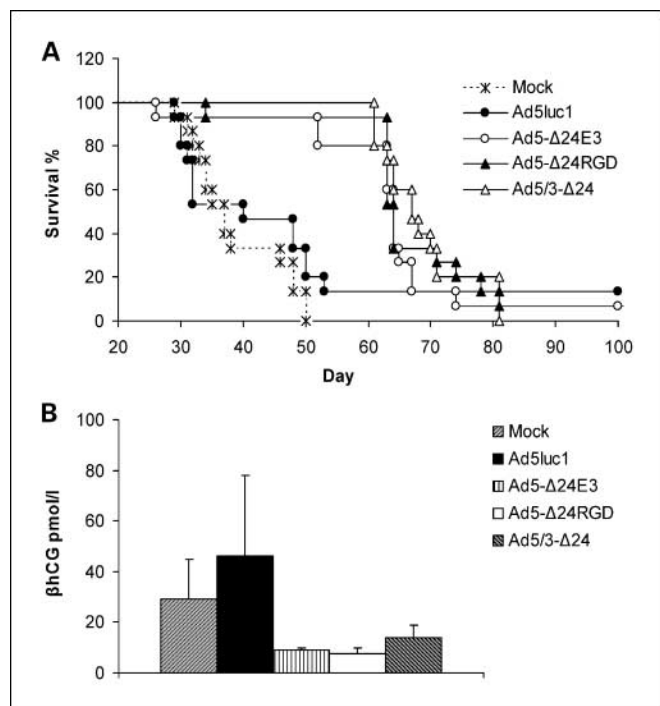 A
120
100
80
60
40
20
0
Survival %
20 30 40 50 60 70 80 90 100
Day
Mock
Ad5luc1
Ad5-Δ24E3
Ad5-Δ24RGD
Ad5/3-Δ24
B
100
80
60
40
20
0
βhCG pmol/l
Mock
Ad5luc1
Ad5-Δ24E3
Ad5-Δ24RGD
Ad5/3-Δ24